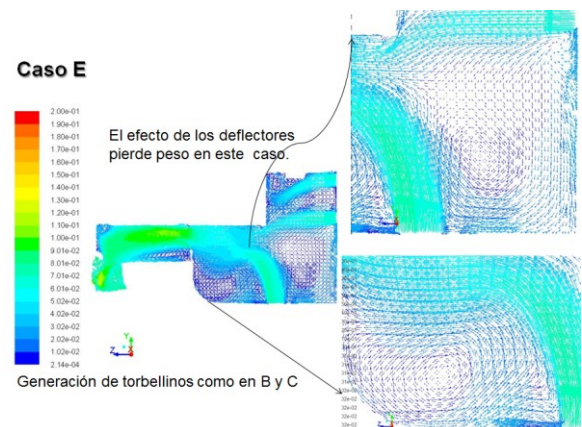 Caso E
2.00e-01
1.90e-01
1.80e-01
1.70e-01
1.60e-01
1.50e-01
1.40e-01
1.30e-01
1.20e-01
1.10e-01
1.00e-01
9.01e-02
8.01e-02
7.01e-02
6.01e-02
5.02e-02
4.02e-02
3.02e-02
2.02e-02
1.02e-02
2.14e-04
El efecto de los deflectores
pierde peso en este caso.
Y
Z
X
Generación de torbellinos como en B y C